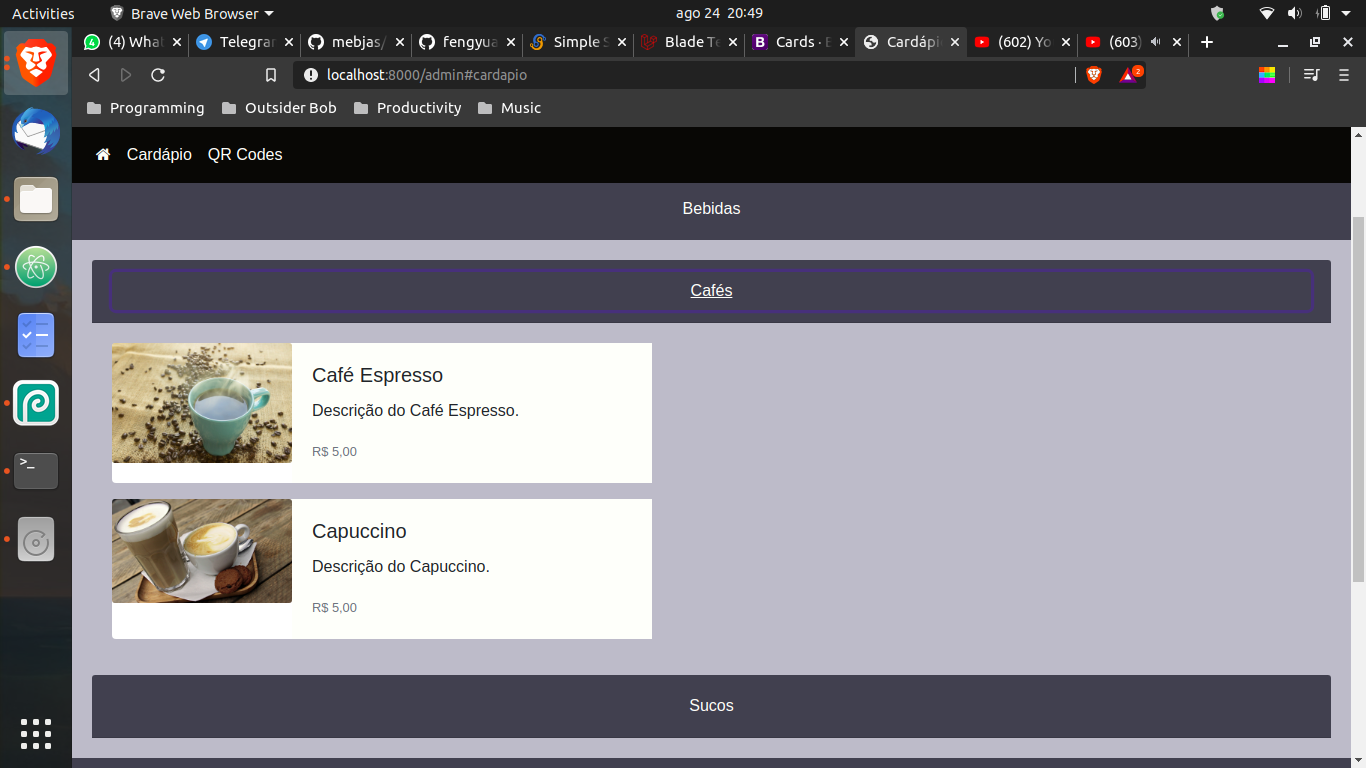 Activities
Brave Web Browser
ago 24 20:49
(4) What
Telegran
mebjas/
fengyua
Simple S
Blade Te
Cards · B
Cardápi
(602) Yo
(603)
localhost:8000/admin#cardapio
2
Programming
Outsider Bob
Productivity
Music
Cardápio
QR Codes
Bebidas
Cafés
Café Espresso
Descrição do Café Espresso.
R$ 5,00
Capuccino
Descrição do Capuccino.
R$ 5,00
Sucos